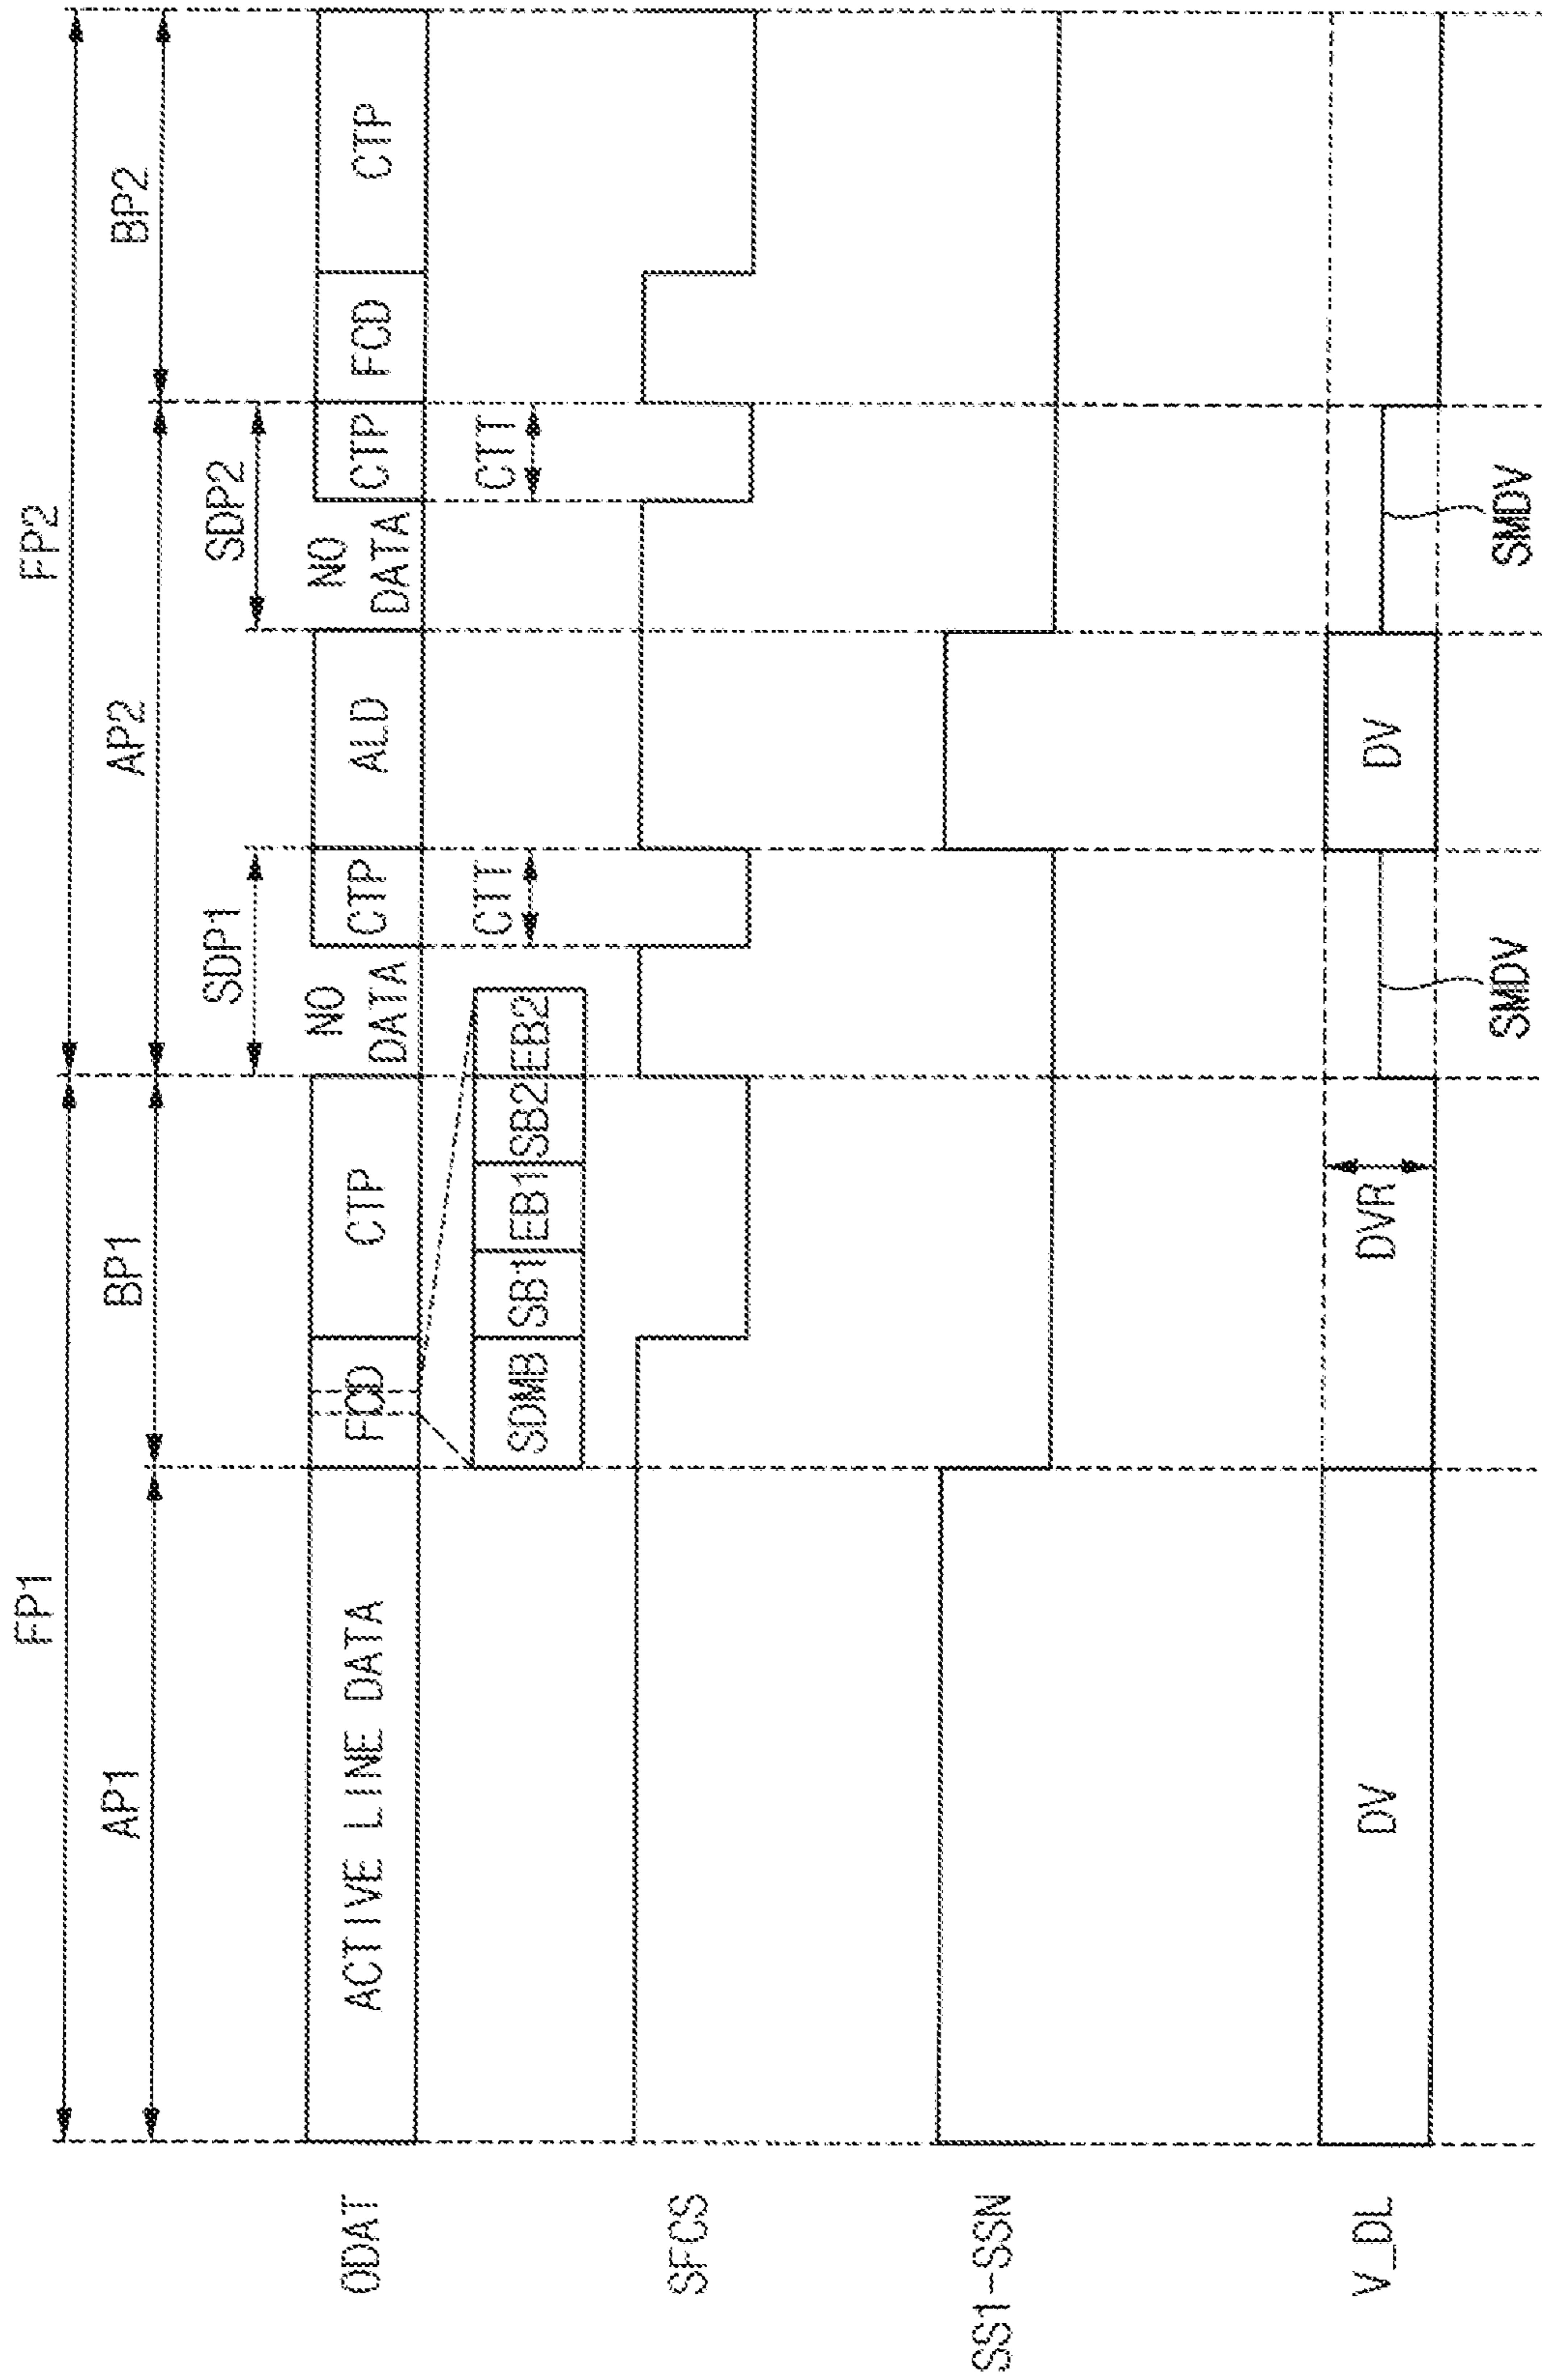 FP1
FP2
AP1
BP1
AP2
BP2
SDP1
SDP2
ODAT
ACTIVE LINE DATA
FCD
CTP
NO
DATA
CTP
ALD
NO
DATA
CTP
FCD
CTP
SDMB
SB1
EB1
SB2
EB2
CTT
CTT
SFCS
SS1-SSN
V_DL
DV
DVR
DV
SMDV
SMDV